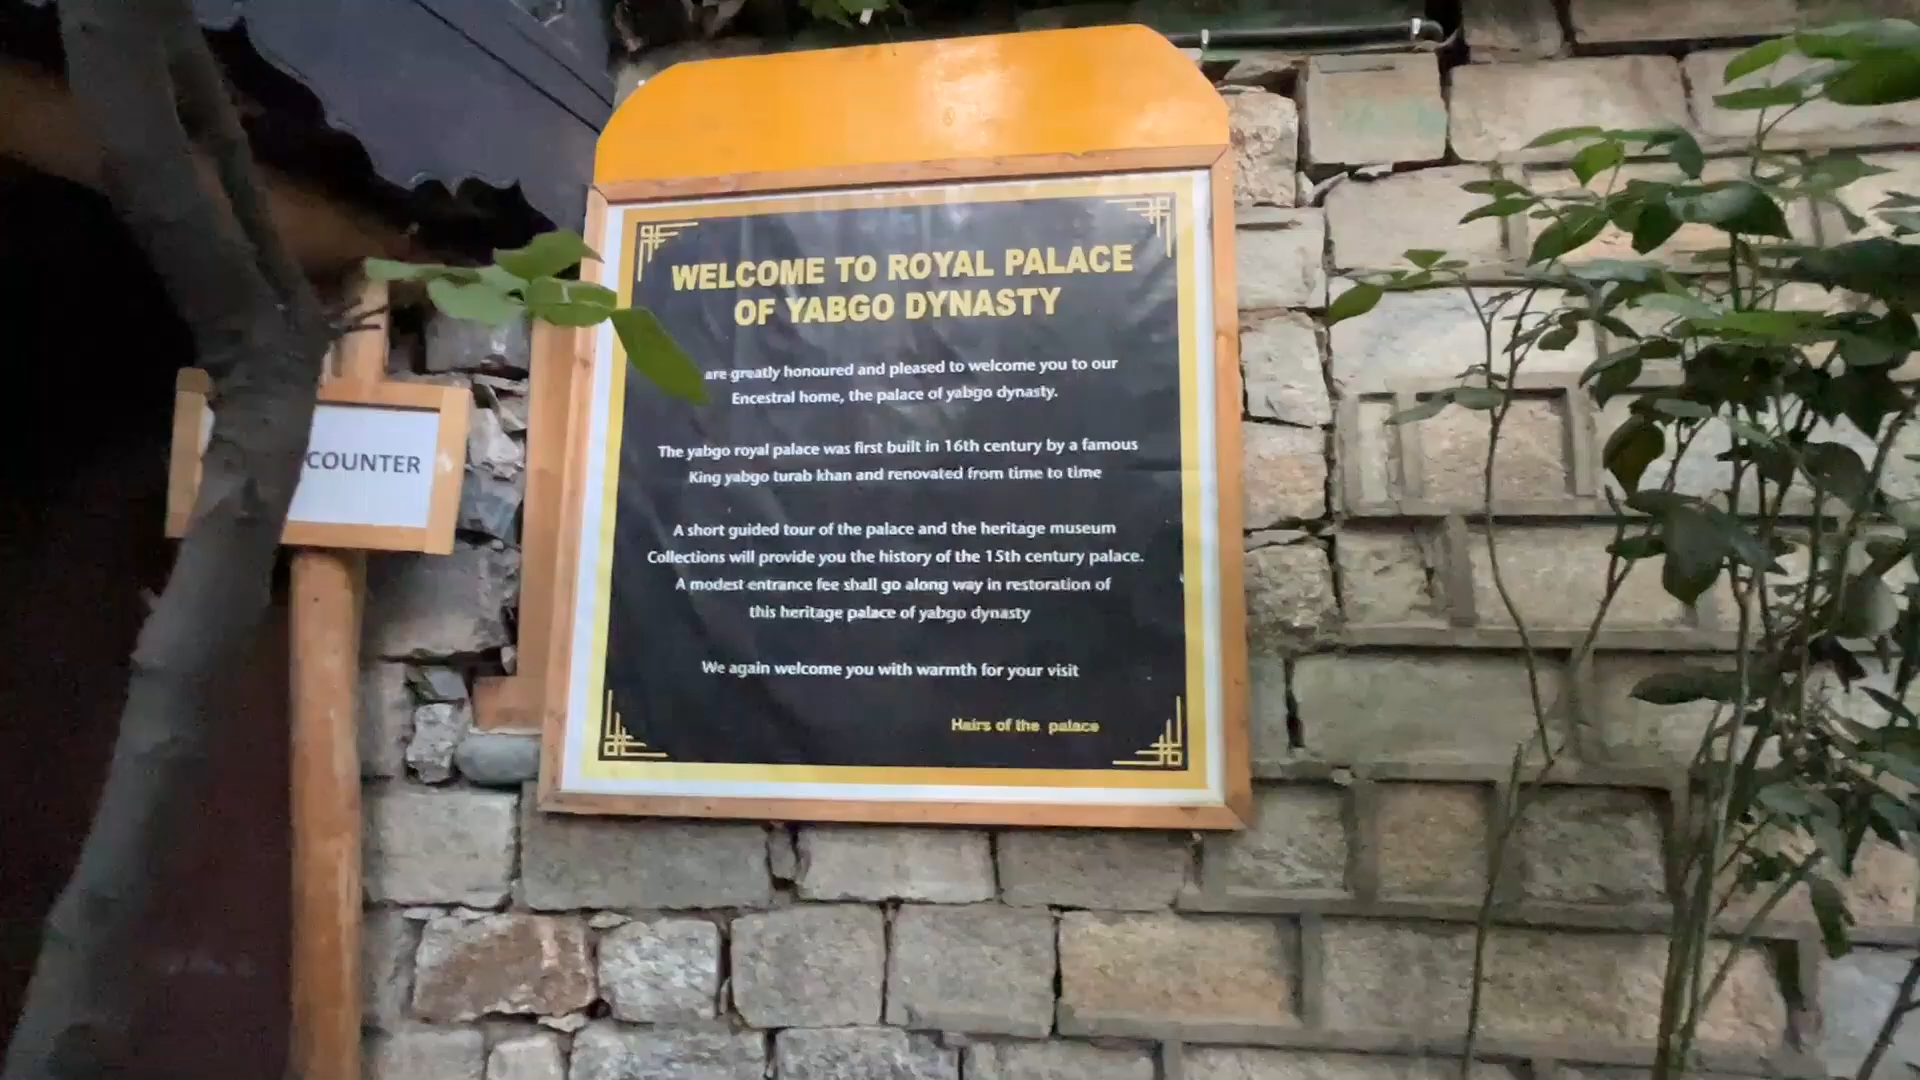 WELCOME TO ROYAL PALACE
OF YABGO DYNASTY
are greatly honoured and pleased to welcome you to our
Encestral home, the palace of yabgo dynasty.
The yabgo royal palace was first built in 16th century by a famous
King yabgo turab khan and renovated from time to time
A short guided tour of the palace and the heritage museum
Collections will provide you the history of the 15th century palace.
A modest entrance fee shall go along way in restoration of
this heritage palace of yabgo dynasty
We again welcome you with warmth for your visit
Hairs of the palace
COUNTER